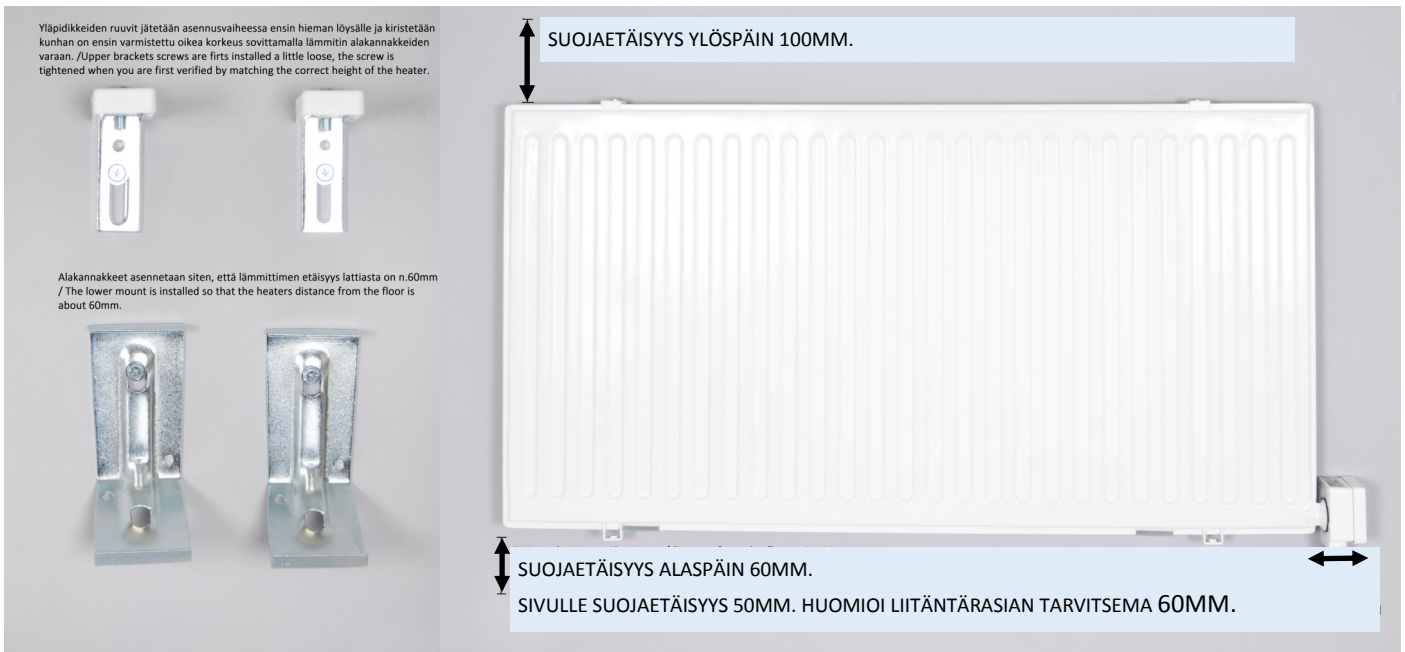 Yläpidikkeiden ruuvit jätetään asennusvaiheessa ensin hieman löysälle ja kiristetään
kunhan on ensin varmistettu oikea korkeus sovittamalla lämmitin alakannakkeiden
varaan. /Upper brackets screws are firts installed a little loose, the screw is
tightened when you are first verified by matching the correct height of the heater.
Alakannakkeet asennetaan siten, että lämmittimen etäisyys lattiasta on n.60mm
/ The lower mount is installed so that the heaters distance from the floor is
about 60mm.
SUOJAETÄISYYS YLÖSPÄIN 100MM.
SUOJAETÄISYYS ALASPÄIN 60MM.
SIVULLE SUOJAETÄISYYS 50MM. HUOMIOI LIITÄNTÄRASIAN TARVITSEMA 60MM.